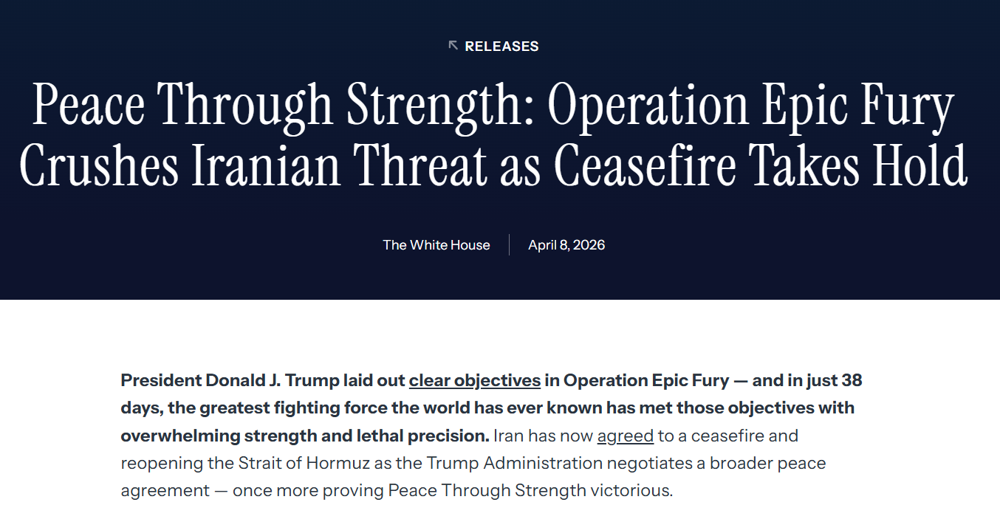 RELEASES
Peace Through Strength: Operation Epic Fury
Crushes Iranian Threat as Ceasefire Takes Hold
The White House
April 8, 2026
President Donald J. Trump laid out clear objectives in Operation Epic Fury — and in just 38
days, the greatest fighting force the world has ever known has met those objectives with
overwhelming strength and lethal precision. Iran has now agreed to a ceasefire and
reopening the Strait of Hormuz as the Trump Administration negotiates a broader peace
agreement — once more proving Peace Through Strength victorious.